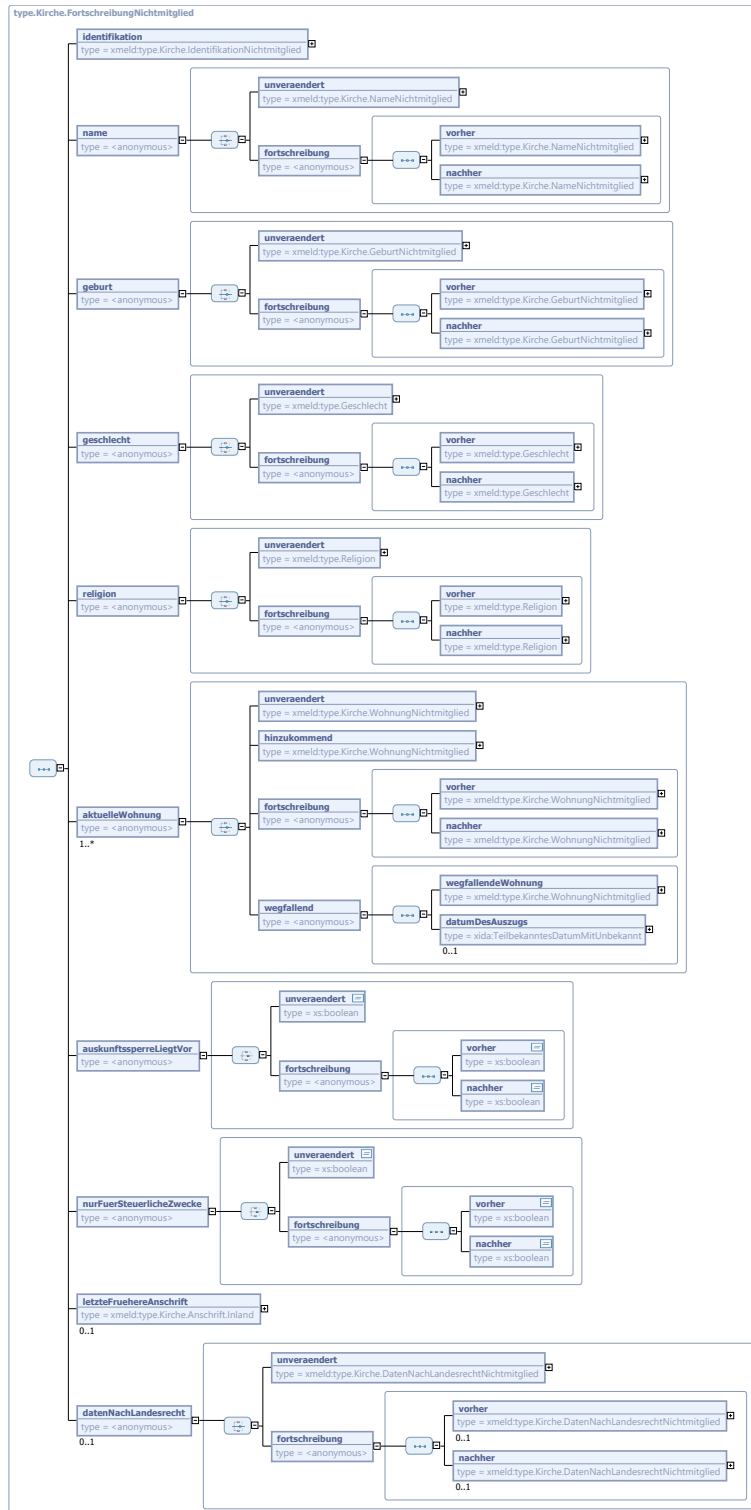 type.Kirche.FortschreibungNichtmitglied
identifikation
type = xmeld:type.Kirche.IdentifikationNichtmitglied
name
type = <anonymous>
unveraendert
type = xmeld:type.Kirche.NameNichtmitglied
fortschreibung
type = <anonymous>
vorher
type = xmeld:type.Kirche.NameNichtmitglied
nachher
type = xmeld:type.Kirche.NameNichtmitglied
geburt
type = <anonymous>
unveraendert
type = xmeld:type.Kirche.GeburtNichtmitglied
fortschreibung
type = <anonymous>
vorher
type = xmeld:type.Kirche.GeburtNichtmitglied
nachher
type = xmeld:type.Kirche.GeburtNichtmitglied
geschlecht
type = <anonymous>
unveraendert
type = xmeld:type.Geschlecht
fortschreibung
type = <anonymous>
vorher
type = xmeld:type.Geschlecht
nachher
type = xmeld:type.Geschlecht
religion
type = <anonymous>
unveraendert
type = xmeld:type.Religion
fortschreibung
type = <anonymous>
vorher
type = xmeld:type.Religion
nachher
type = xmeld:type.Religion
aktuelleWohnung
type = <anonymous>
1..*
unveraendert
type = xmeld:type.Kirche.WohnungNichtmitglied
hinzukommend
type = xmeld:type.Kirche.WohnungNichtmitglied
fortschreibung
type = <anonymous>
vorher
type = xmeld:type.Kirche.WohnungNichtmitglied
nachher
type = xmeld:type.Kirche.WohnungNichtmitglied
wegfallend
type = <anonymous>
wegfallendeWohnung
type = xmeld:type.Kirche.WohnungNichtmitglied
datumDesAuszugs
type = xida:TeilbekanntesDatumMitUnbekannt
0..1
auskunftssperreLiegtVor
type = <anonymous>
unveraendert
type = xs:boolean
fortschreibung
type = <anonymous>
vorher
type = xs:boolean
nachher
type = xs:boolean
nurFuerSteuerlicheZwecke
type = <anonymous>
unveraendert
type = xs:boolean
fortschreibung
type = <anonymous>
vorher
type = xs:boolean
nachher
type = xs:boolean
letzteFruehereAnschrift
type = xmeld:type.Kirche.Anschrift.Inland
0..1
datenNachLandesrecht
type = <anonymous>
0..1
unveraendert
type = xmeld:type.Kirche.DatenNachLandesrechtNichtmitglied
fortschreibung
type = <anonymous>
vorher
type = xmeld:type.Kirche.DatenNachLandesrechtNichtmitglied
0..1
nachher
type = xmeld:type.Kirche.DatenNachLandesrechtNichtmitglied
0..1